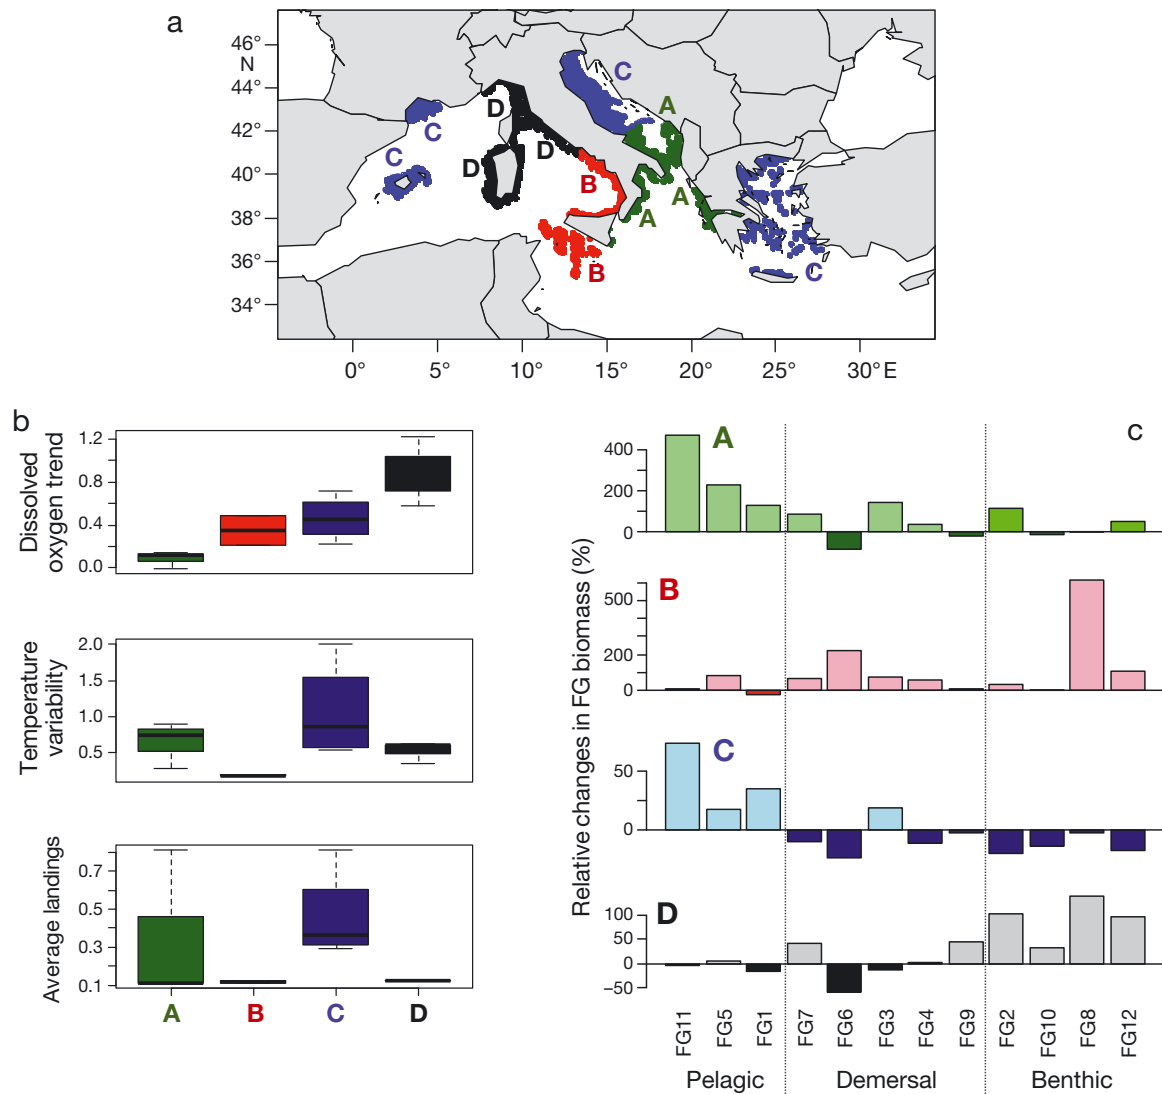 a
46°
N
44°
42°
40°
38°
36°
34°
C
A
D
C
C
D
D
B
A
A
B
C
0°
5°
10°
15°
20°
25°
30°E
b
Dissolved
oxygen trend
1.2
0.8
0.4
0.0
Temperature
variability
2.0
1.5
1.0
0.5
Average landings
0.7
0.5
0.3
0.1
A
B
C
D
c
Relative changes in FG biomass (%)
A
400
200
0
B
500
200
0
C
50
0
D
100
50
0
−50
FG11
FG5
FG1
FG7
FG6
FG3
FG4
FG9
FG2
FG10
FG8
FG12
Pelagic
Demersal
Benthic